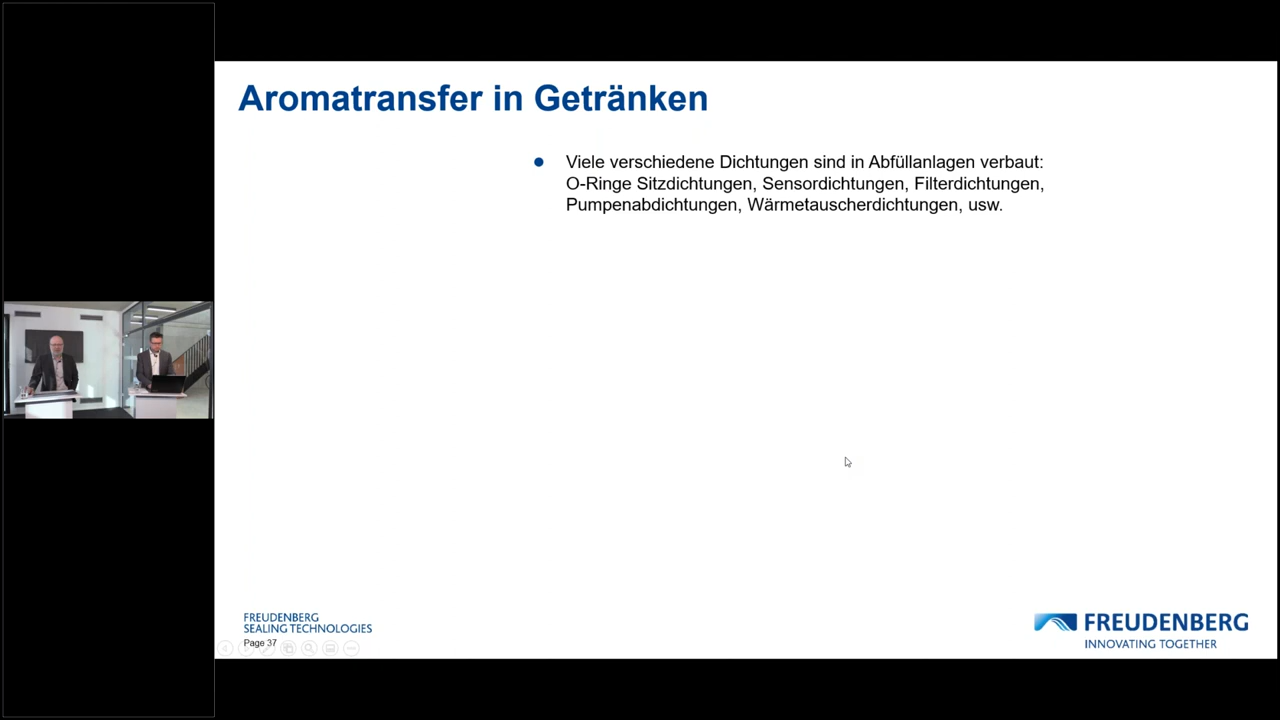 Aromatransfer in Getränken
Viele verschiedene Dichtungen sind in Abfüllanlagen verbaut:
O-Ringe Sitzdichtungen, Sensordichtungen, Filterdichtungen,
Pumpenabdichtungen, Wärmetauscherdichtungen, usw.
FREUDENBERG
SEALING TECHNOLOGIES
Page 37
FREUDENBERG
INNOVATING TOGETHER